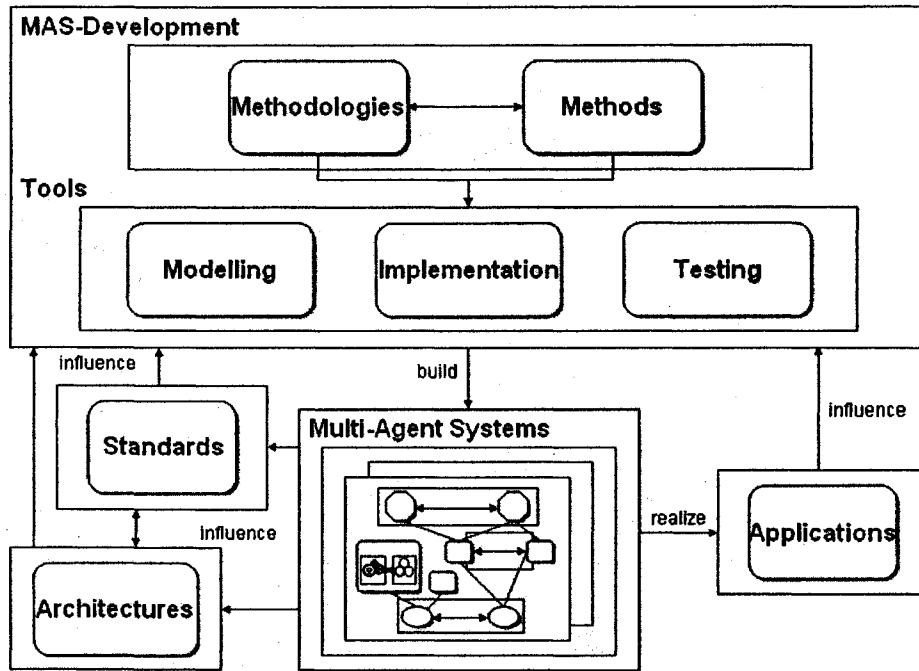 MAS-Development
Methodologies
Methods
Tools
Modelling
Implementation
Testing
influence
build
influence
Standards
Multi-Agent Systems
influence
realize
Applications
Architectures